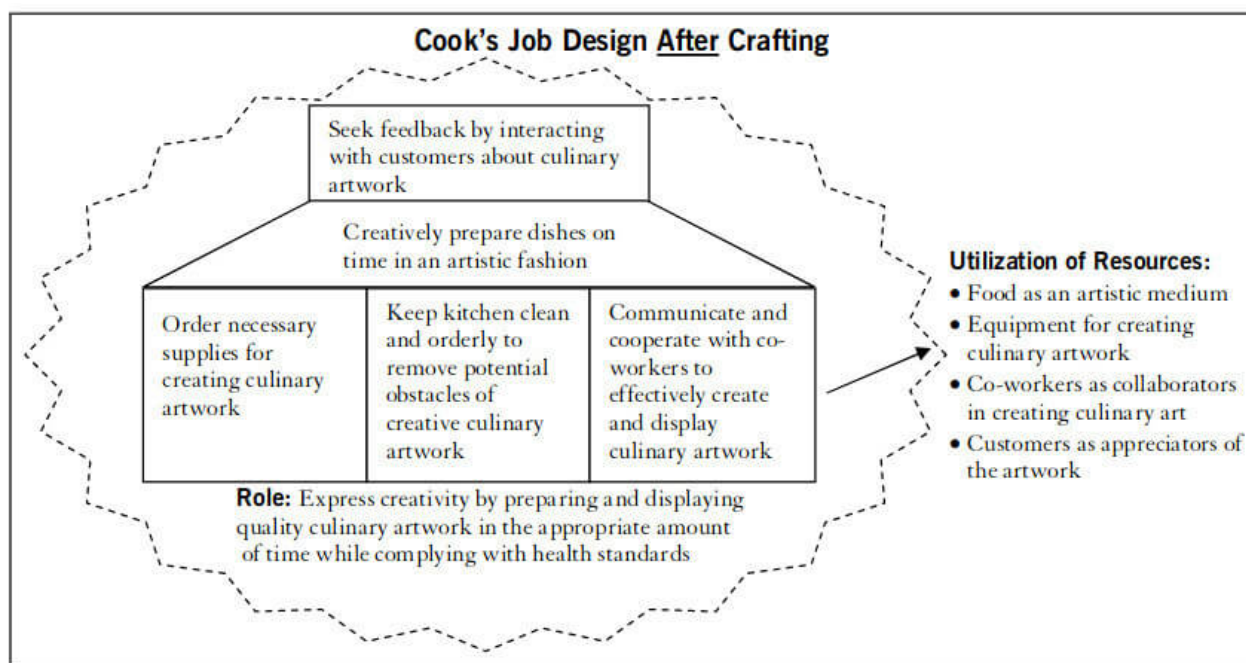 Cook's Job Design After Crafting
Seek feedback by interacting
with customers about culinary
artwork
Creatively prepare dishes on
time in an artistic fashion
Order necessary
supplies for
creating culinary
artwork
Keep kitchen clean
and orderly to
remove potential
obstacles of
creative culinary
artwork
Communicate and
cooperate with co-
workers to
effectively create
and display
culinary artwork
Role: Express creativity by preparing and displaying
quality culinary artwork in the appropriate amount
of time while complying with health standards
Utilization of Resources:
● Food as an artistic medium
● Equipment for creating
culinary artwork
● Co-workers as collaborators
in creating culinary art
● Customers as appreciators of
the artwork